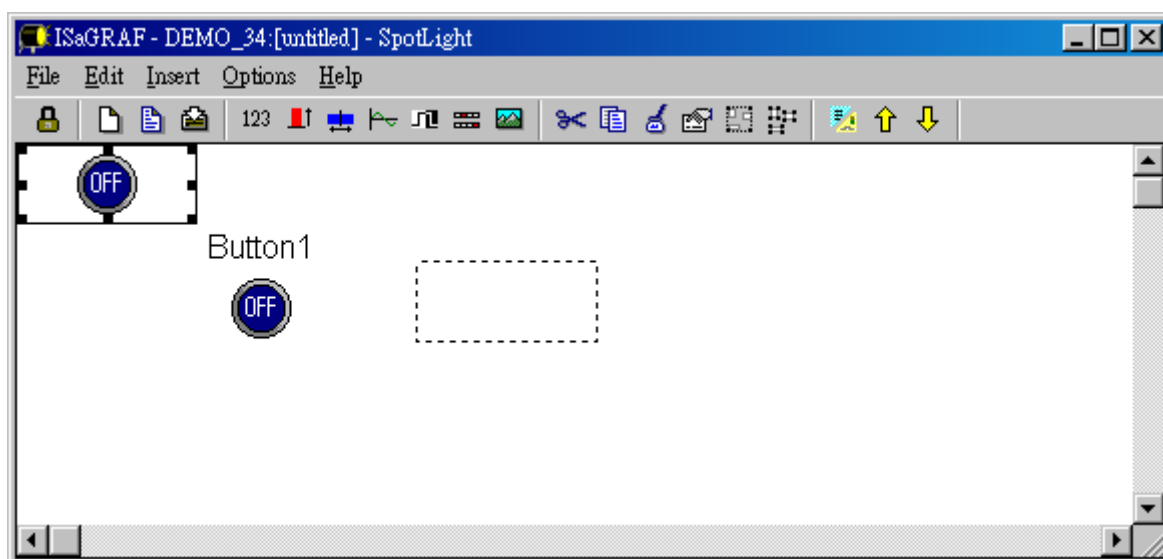 ISaGRAF - DEMO_34:[untitled] - SpotLight
File Edit Insert Options Help
123
OFF
Button1
OFF